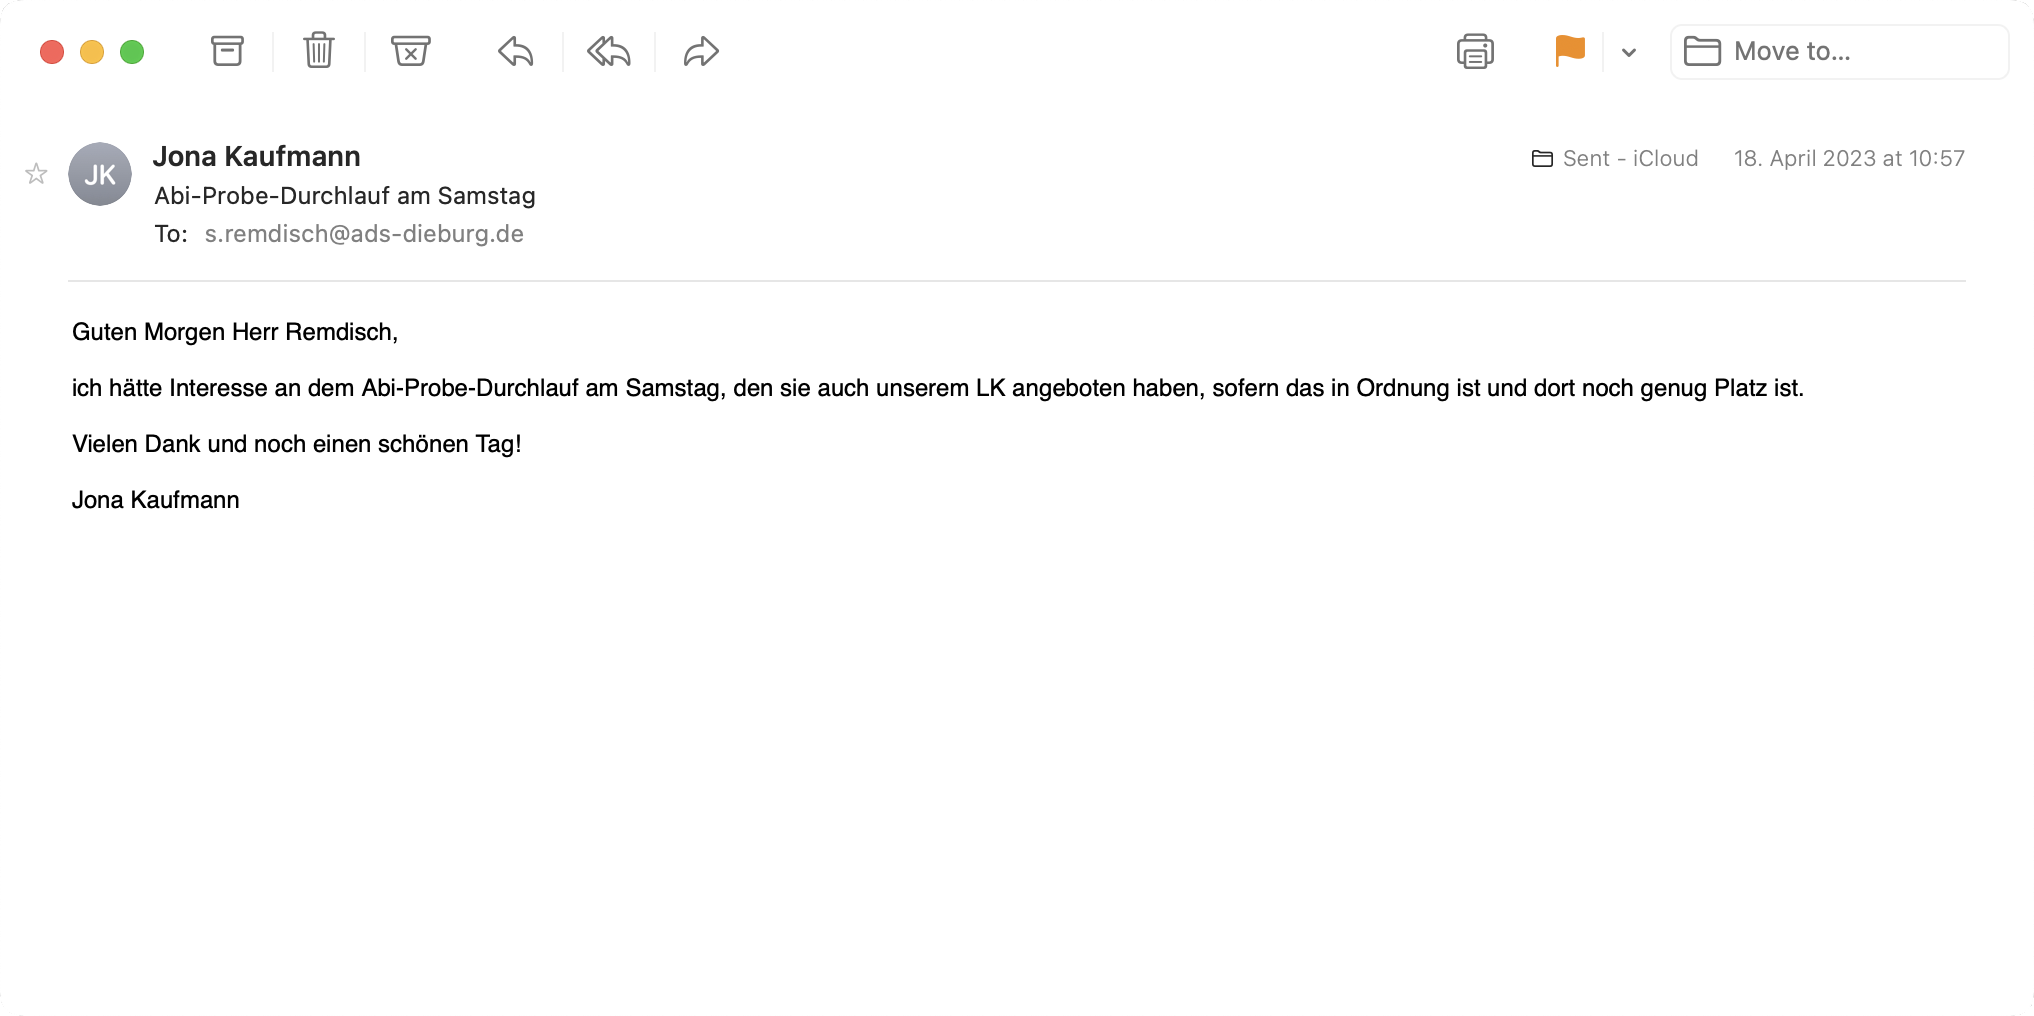 Move to...
JK
Jona Kaufmann
Sent - iCloud 18. April 2023 at 10:57
Abi-Probe-Durchlauf am Samstag
To: s.remdisch@ads-dieburg.de
Guten Morgen Herr Remdisch,
ich hätte Interesse an dem Abi-Probe-Durchlauf am Samstag, den sie auch unserem LK angeboten haben, sofern das in Ordnung ist und dort noch genug Platz ist.
Vielen Dank und noch einen schönen Tag!
Jona Kaufmann